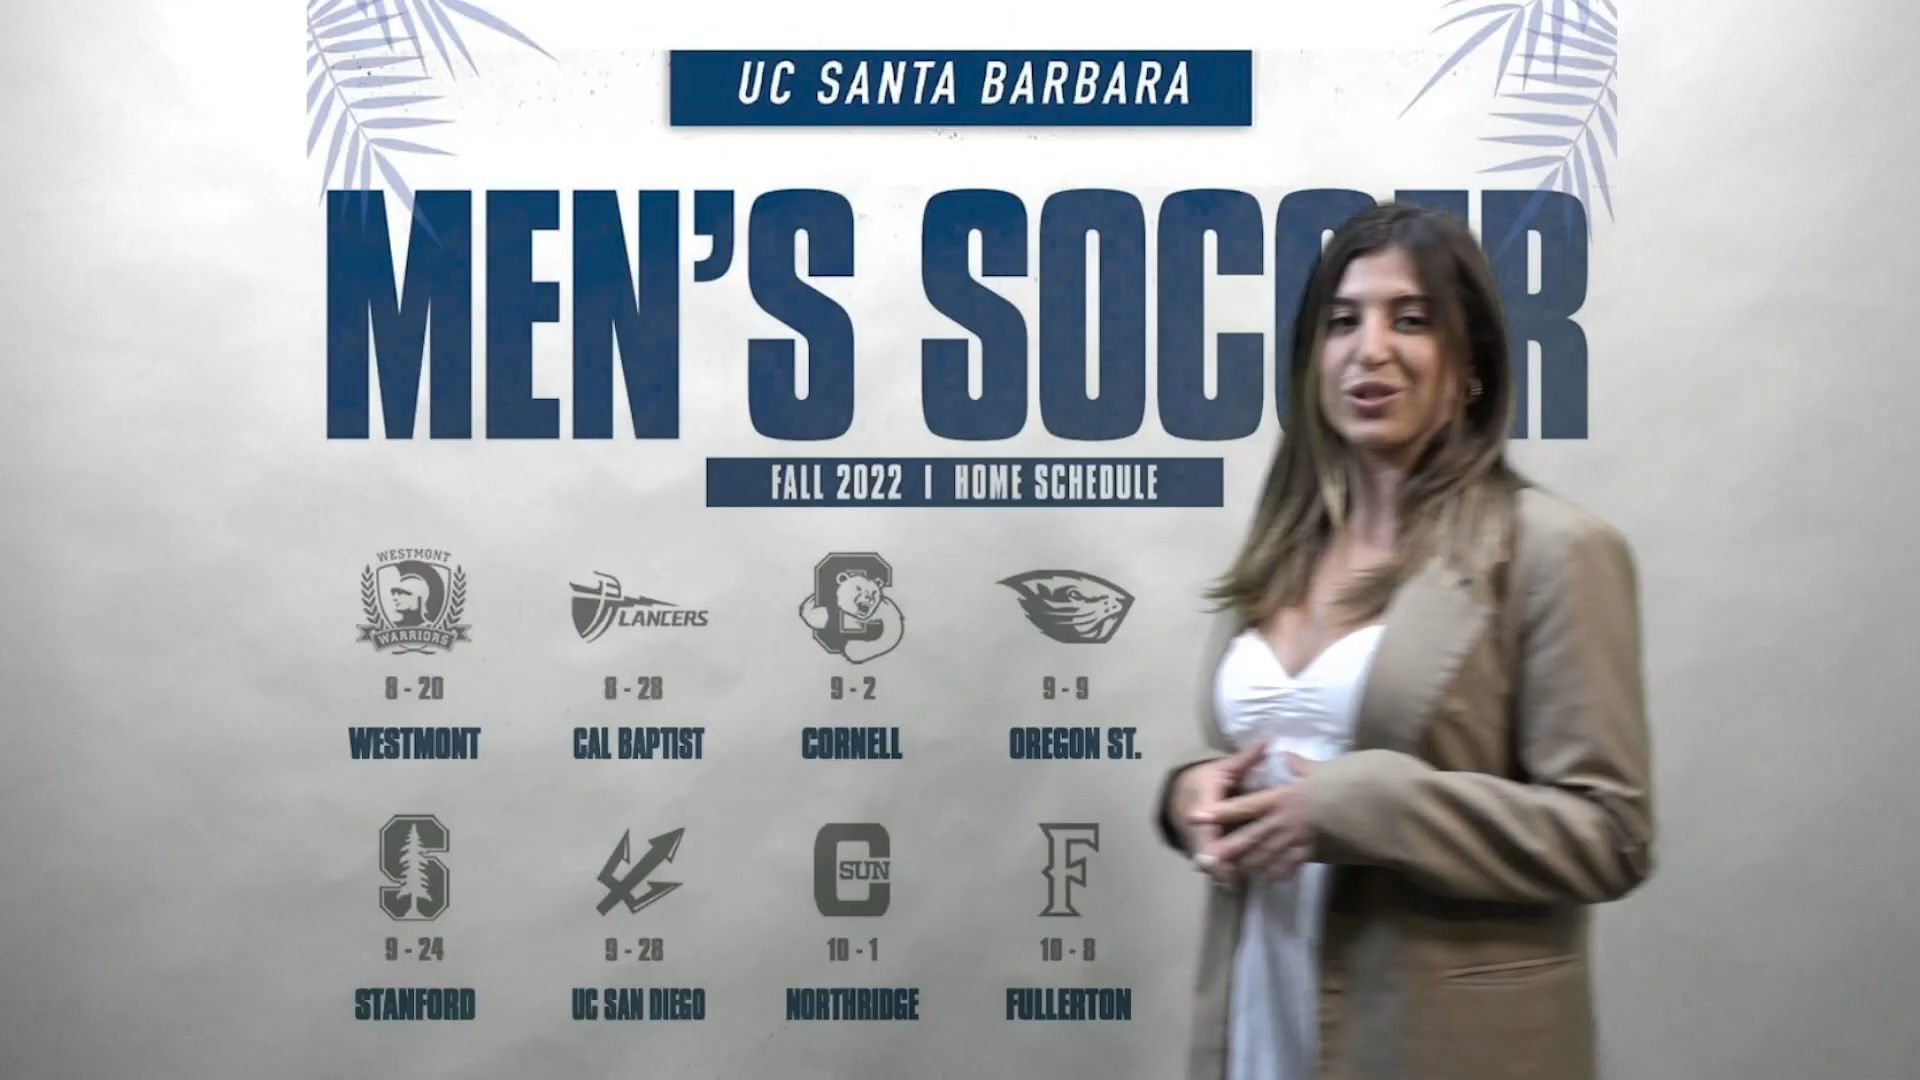 UC SANTA BARBARA
MEN'S SOCCER
FALL 2022 | HOME SCHEDULE
WESTMONT
WARRIORS
LANCERS
C
8 - 20
8 - 28
9 - 2
9 - 9
WESTMONT
CAL BAPTIST
CORNELL
OREGON ST.
S
C SUN
F
9 - 24
9 - 28
10 - 1
10 - 8
STANFORD
UC SAN DIEGO
NORTHRIDGE
FULLERTON